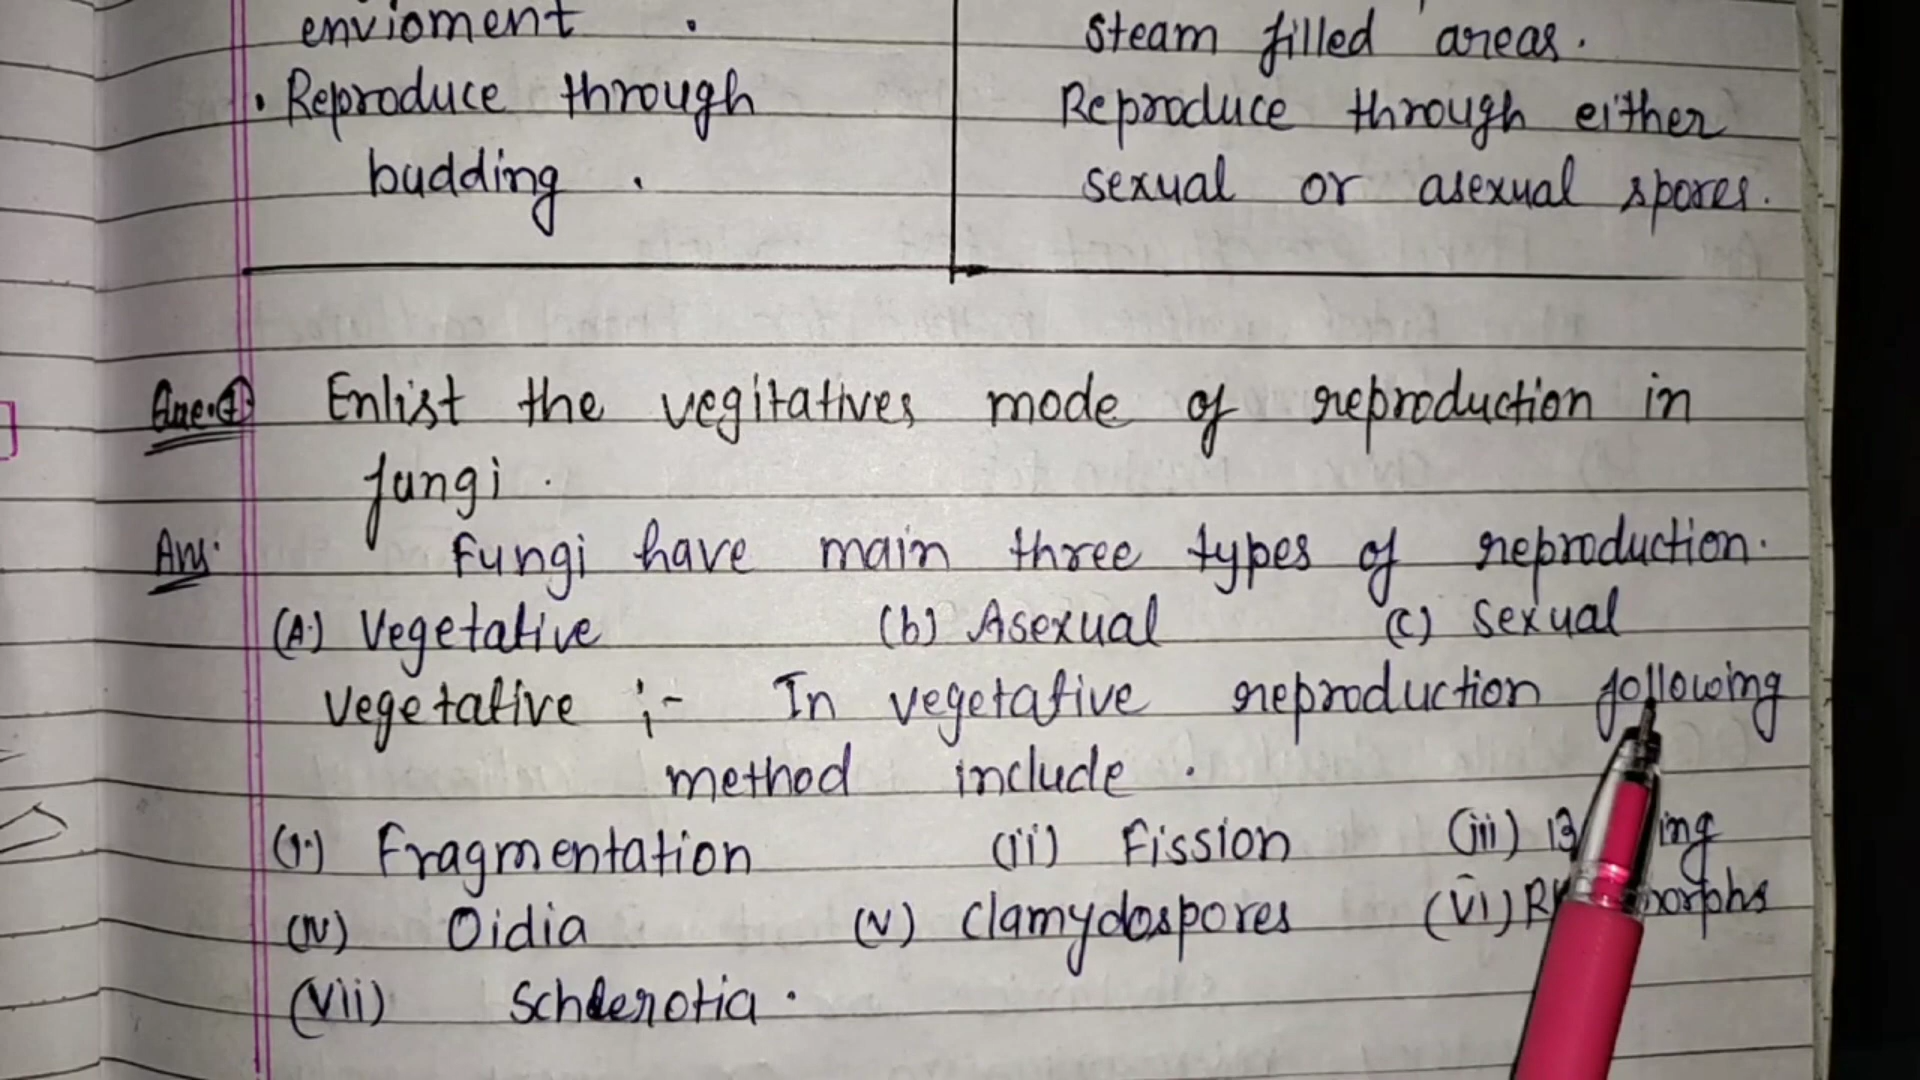 envioment .
. Reproduce through
budding .
steam filled areas.
Reproduce through either
sexual or asexual spores.
Enlist the vegitatives mode of reproduction in
fungi .
Ans. Fungi have main three types of reproduction.
(A.) Vegetative (b) Asexual (c) sexual
Vegetative :- In vegetative reproduction following
method include .
(i.) Fragmentation (ii) Fission (iii)
(iv) Oidia (v) Clamydospores (vi)
(vii) Schlerotia .